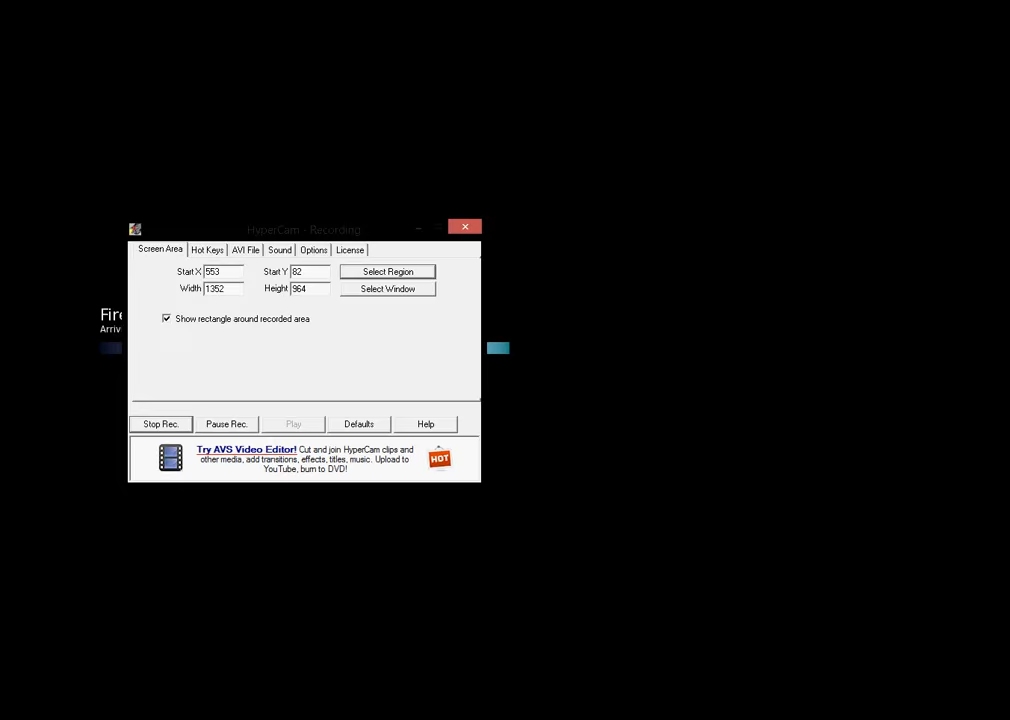 HyperCam - Recording
Screen Area Hot Keys AVI File Sound Options License
Start X 553 Start Y 82 Select Region
Width 1352 Height 964 Select Window
Fire
Show rectangle around recorded area
Arriv
Stop Rec. Pause Rec. Play Defaults Help
Try AVS Video Editor! Cut and join HyperCam clips and
other media, add transitions, effects, titles, music. Upload to
YouTube, burn to DVD!
HOT